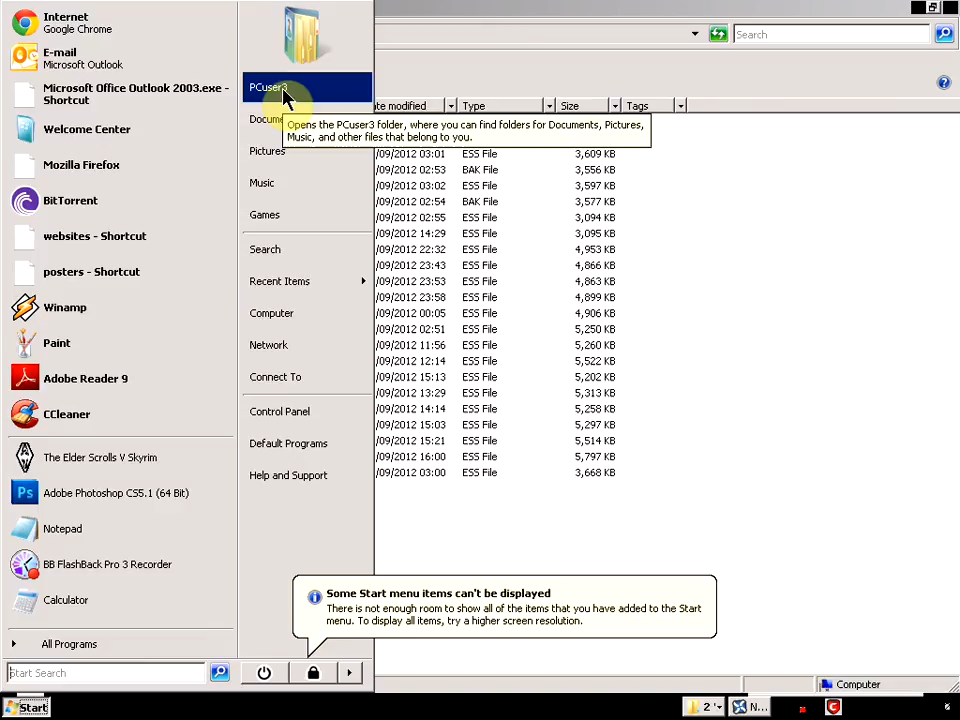 Internet
Google Chrome
E-mail
Microsoft Outlook
Microsoft Office Outlook 2003.exe -
Shortcut
Welcome Center
Mozilla Firefox
BitTorrent
websites - Shortcut
posters - Shortcut
Winamp
Paint
Adobe Reader 9
CCleaner
The Elder Scrolls V Skyrim
Ps
Adobe Photoshop CS5.1 (64 Bit)
Notepad
BB FlashBack Pro 3 Recorder
Calculator
All Programs
Start Search
PCuser3
Docume
Pictures
Music
Games
Search
Recent Items
Computer
Network
Connect To
Control Panel
Default Programs
Help and Support
Opens the PCuser3 folder, where you can find folders for Documents, Pictures,
Music, and other files that belong to you.
Search
ate modified Type Size Tags
/09/2012 03:01 ESS File 3,609 KB
/09/2012 02:53 BAK File 3,556 KB
/09/2012 03:02 ESS File 3,597 KB
/09/2012 02:54 BAK File 3,577 KB
/09/2012 02:55 ESS File 3,094 KB
/09/2012 14:29 ESS File 3,095 KB
/09/2012 22:32 ESS File 4,953 KB
/09/2012 23:43 ESS File 4,866 KB
/09/2012 23:53 ESS File 4,863 KB
/09/2012 23:58 ESS File 4,899 KB
/09/2012 00:05 ESS File 4,906 KB
/09/2012 02:51 ESS File 5,250 KB
/09/2012 11:56 ESS File 5,260 KB
/09/2012 12:14 ESS File 5,522 KB
/09/2012 15:13 ESS File 5,202 KB
/09/2012 13:29 ESS File 5,313 KB
/09/2012 14:14 ESS File 5,258 KB
/09/2012 15:03 ESS File 5,297 KB
/09/2012 15:21 ESS File 5,514 KB
/09/2012 16:00 ESS File 5,797 KB
/09/2012 03:00 ESS File 3,668 KB
Some Start menu items can't be displayed
There is not enough room to show all of the items that you have added to the Start
menu. To display all items, try a higher screen resolution.
Computer
Start
2 '
N...